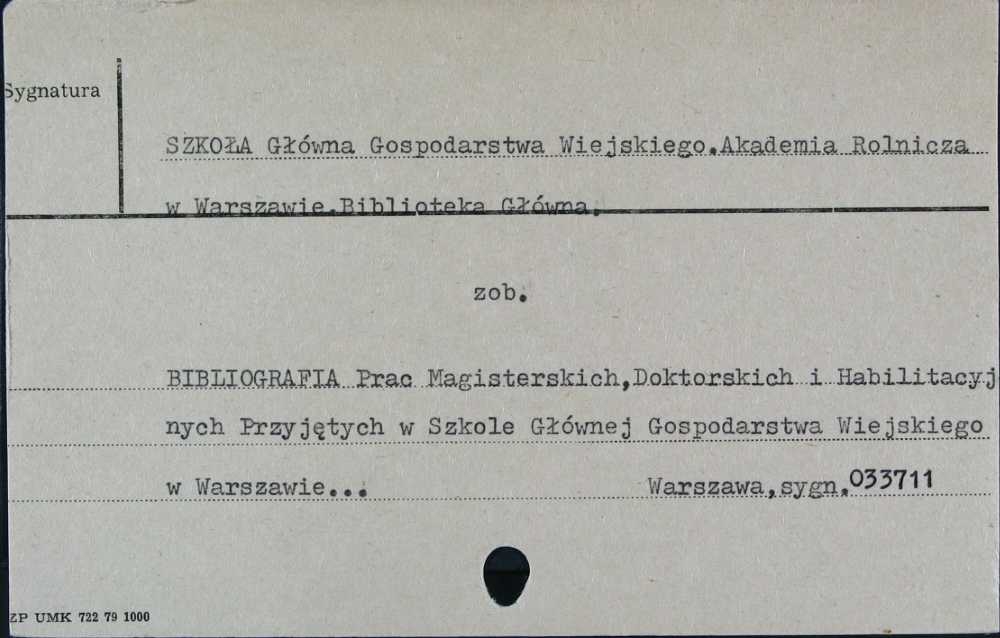 Sygnatura
SZKOŁA Główna Gospodarstwa Wiejskiego.Akademia Rolnicza
w Warszawie.Biblioteka Główna.
zob.
BIBLIOGRAFIA Prac Magisterskich,Doktorskich i Habilitacyj
nych Przyjętych w Szkole Głównej Gospodarstwa Wiejskiego
w Warszawie... Warszawa,sygn.033711
ZP UMK 722 79 1000